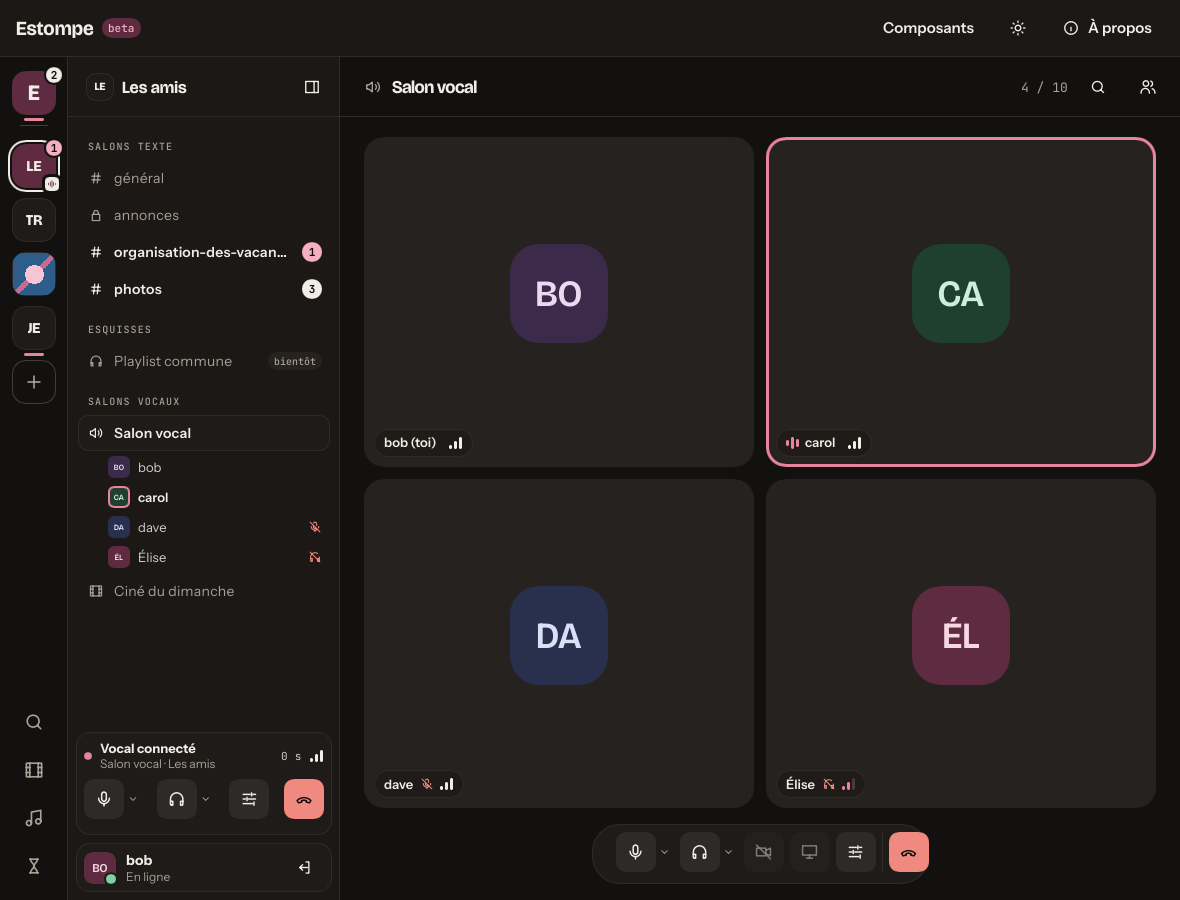 Estompe beta
Composants
À propos
E 2
LE 1
TR
JE
LE Les amis
SALONS TEXTE
# général
annonces
# organisation-des-vacan... 1
# photos 3
ESQUISSES
Playlist commune bientôt
SALONS VOCAUX
Salon vocal
BO bob
CA carol
DA dave
ÉL Élise
Ciné du dimanche
Vocal connecté
Salon vocal · Les amis
0 s
BO bob
En ligne
Salon vocal
4 / 10
BO
bob (toi)
CA
carol
DA
dave
ÉL
Élise